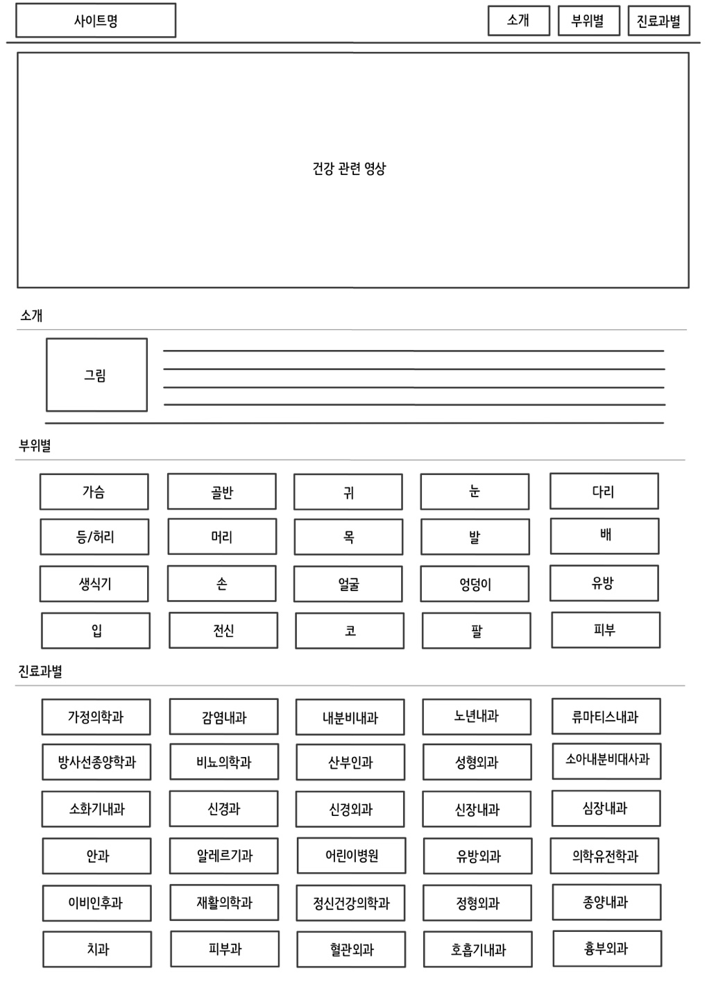 사이트명
소개
부위별
진료과별
건강 관련 영상
소개
그림
부위별
가슴
골반
귀
눈
다리
등/허리
머리
목
발
배
생식기
손
얼굴
엉덩이
유방
입
전신
코
팔
피부
진료과별
가정의학과
감염내과
내분비내과
노년내과
류마티스내과
방사선종양학과
비뇨의학과
산부인과
성형외과
소아내분비대사과
소화기내과
신경과
신경외과
신장내과
심장내과
안과
알레르기과
어린이병원
유방외과
의학유전학과
이비인후과
재활의학과
정신건강의학과
정형외과
종양내과
치과
피부과
혈관외과
호흡기내과
흉부외과